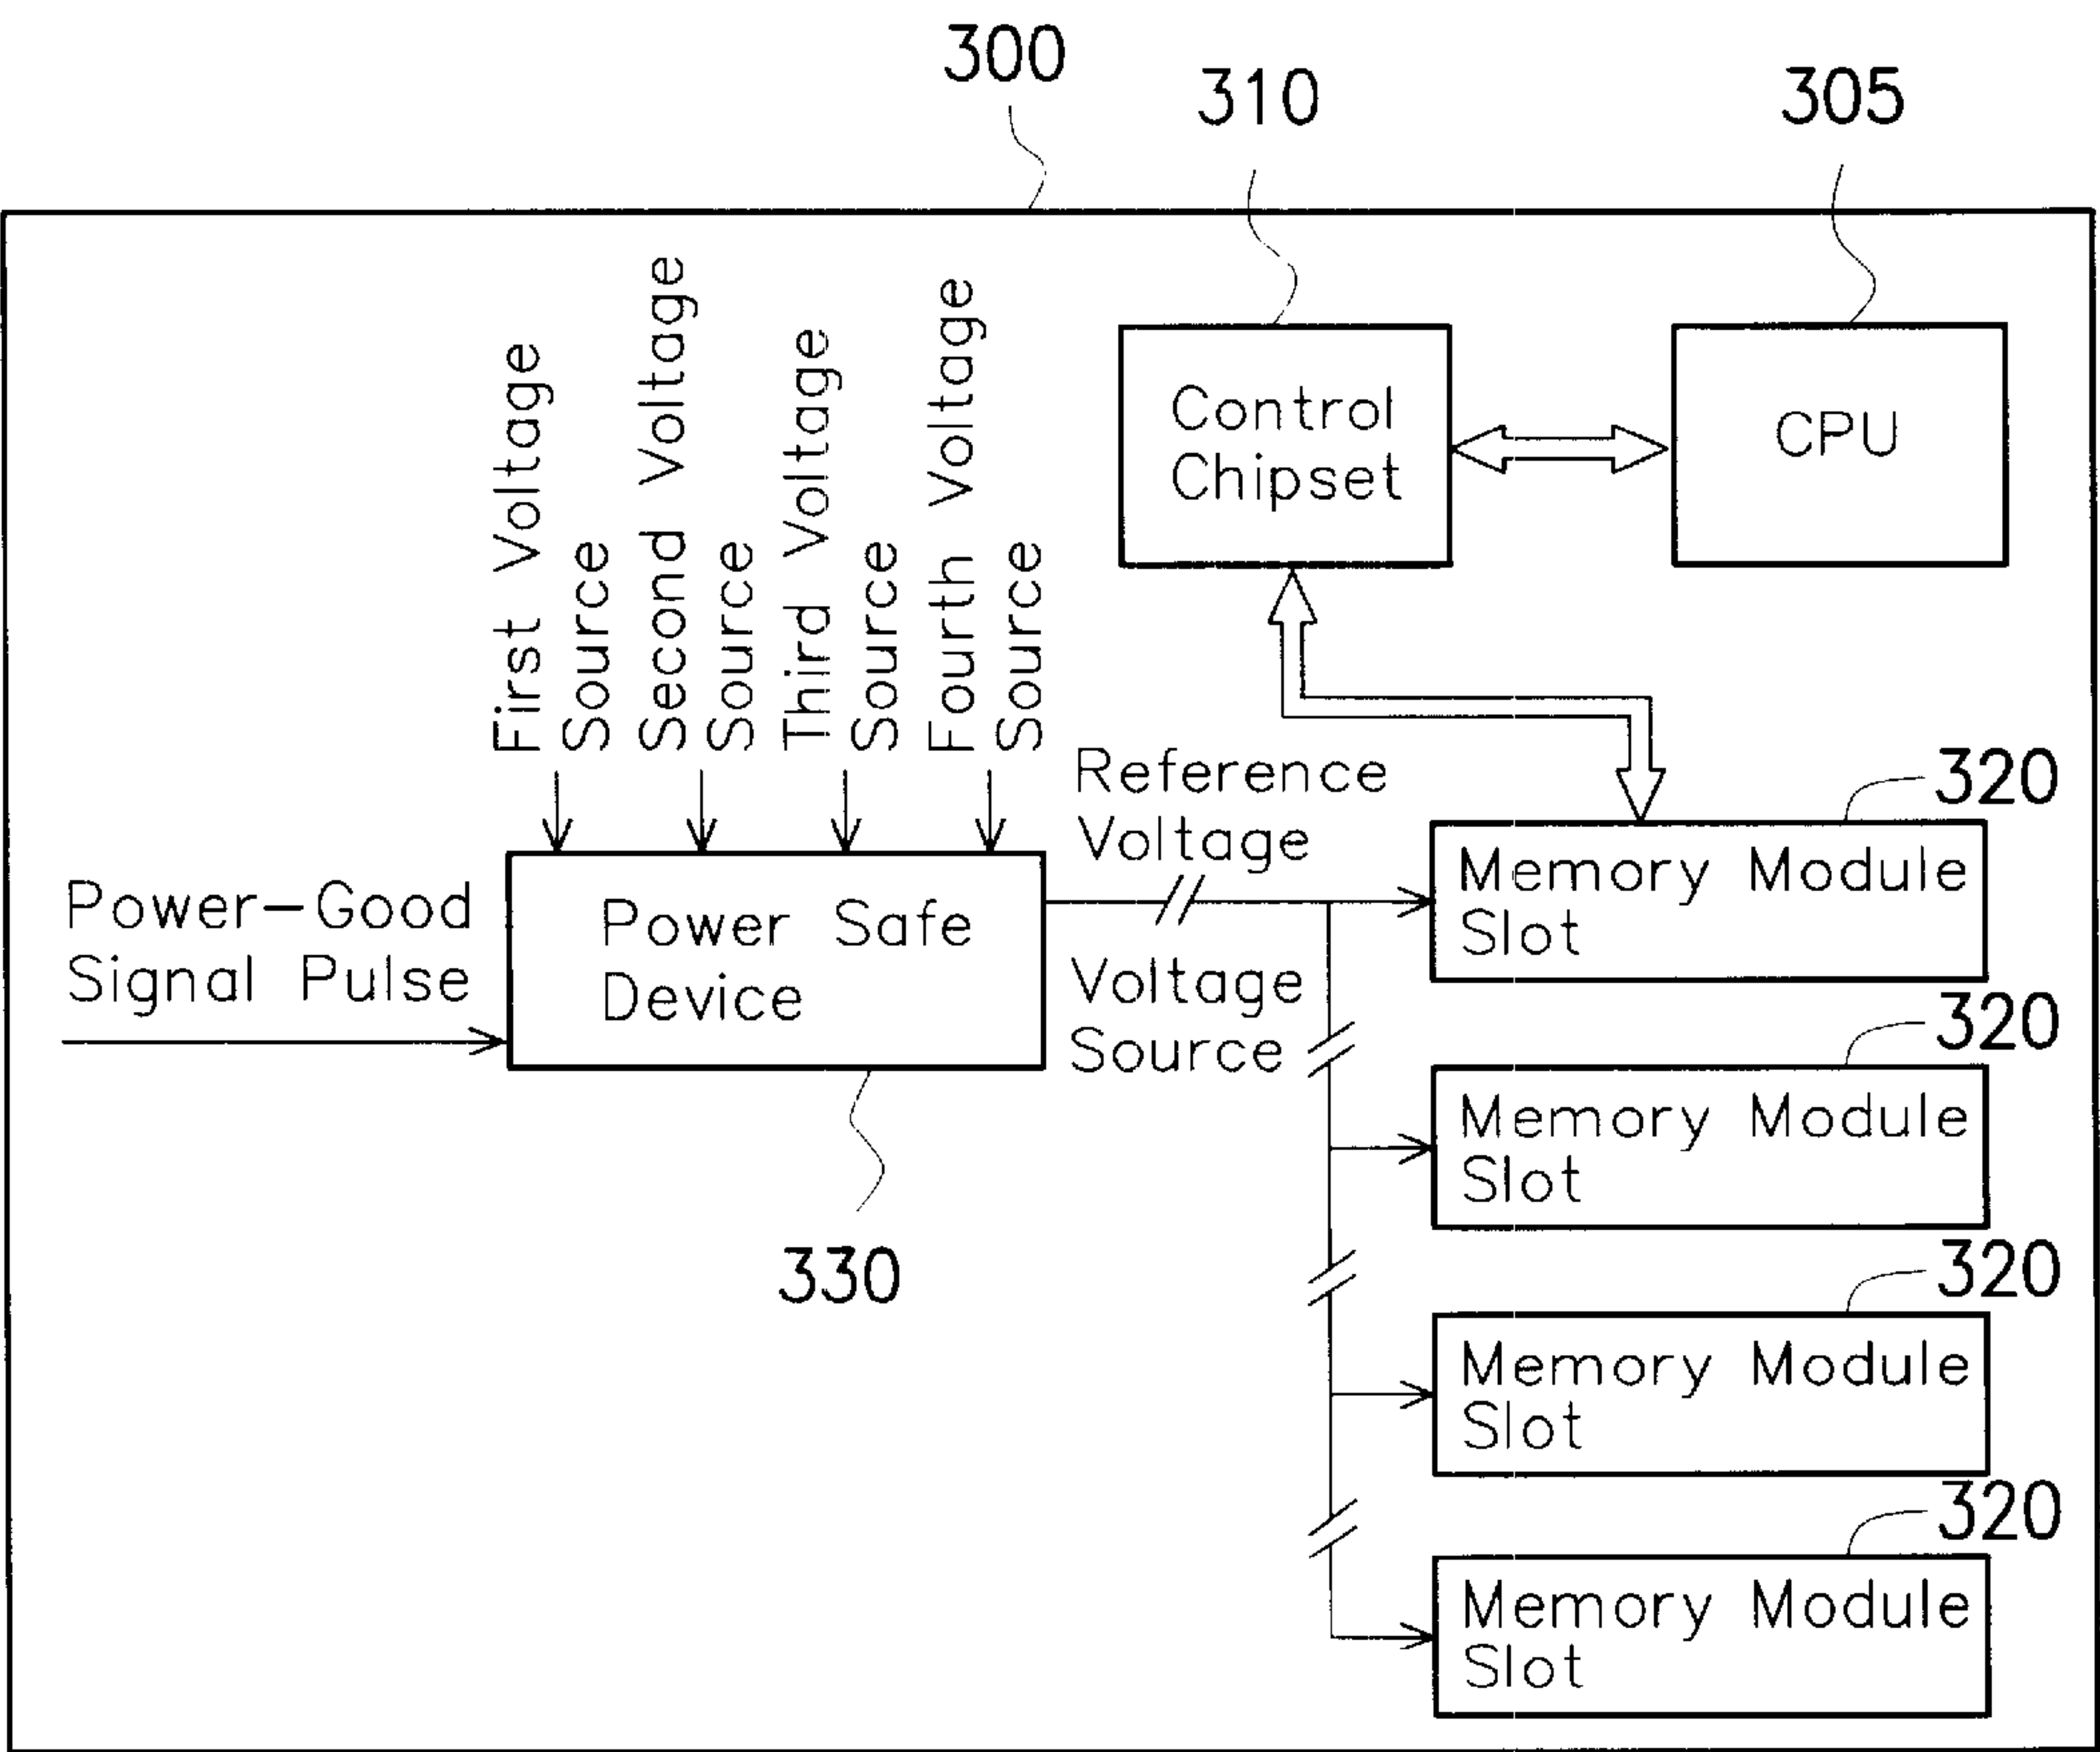 300
310
305
First Voltage
Source
Second Voltage
Source
Third Voltage
Source
Fourth Voltage
Source
Control
Chipset
CPU
Reference
Voltage
320
Memory Module
Slot
Power-Good
Signal Pulse
Power Safe
Device
Voltage
Source
320
Memory Module
Slot
330
320
Memory Module
Slot
320
Memory Module
Slot